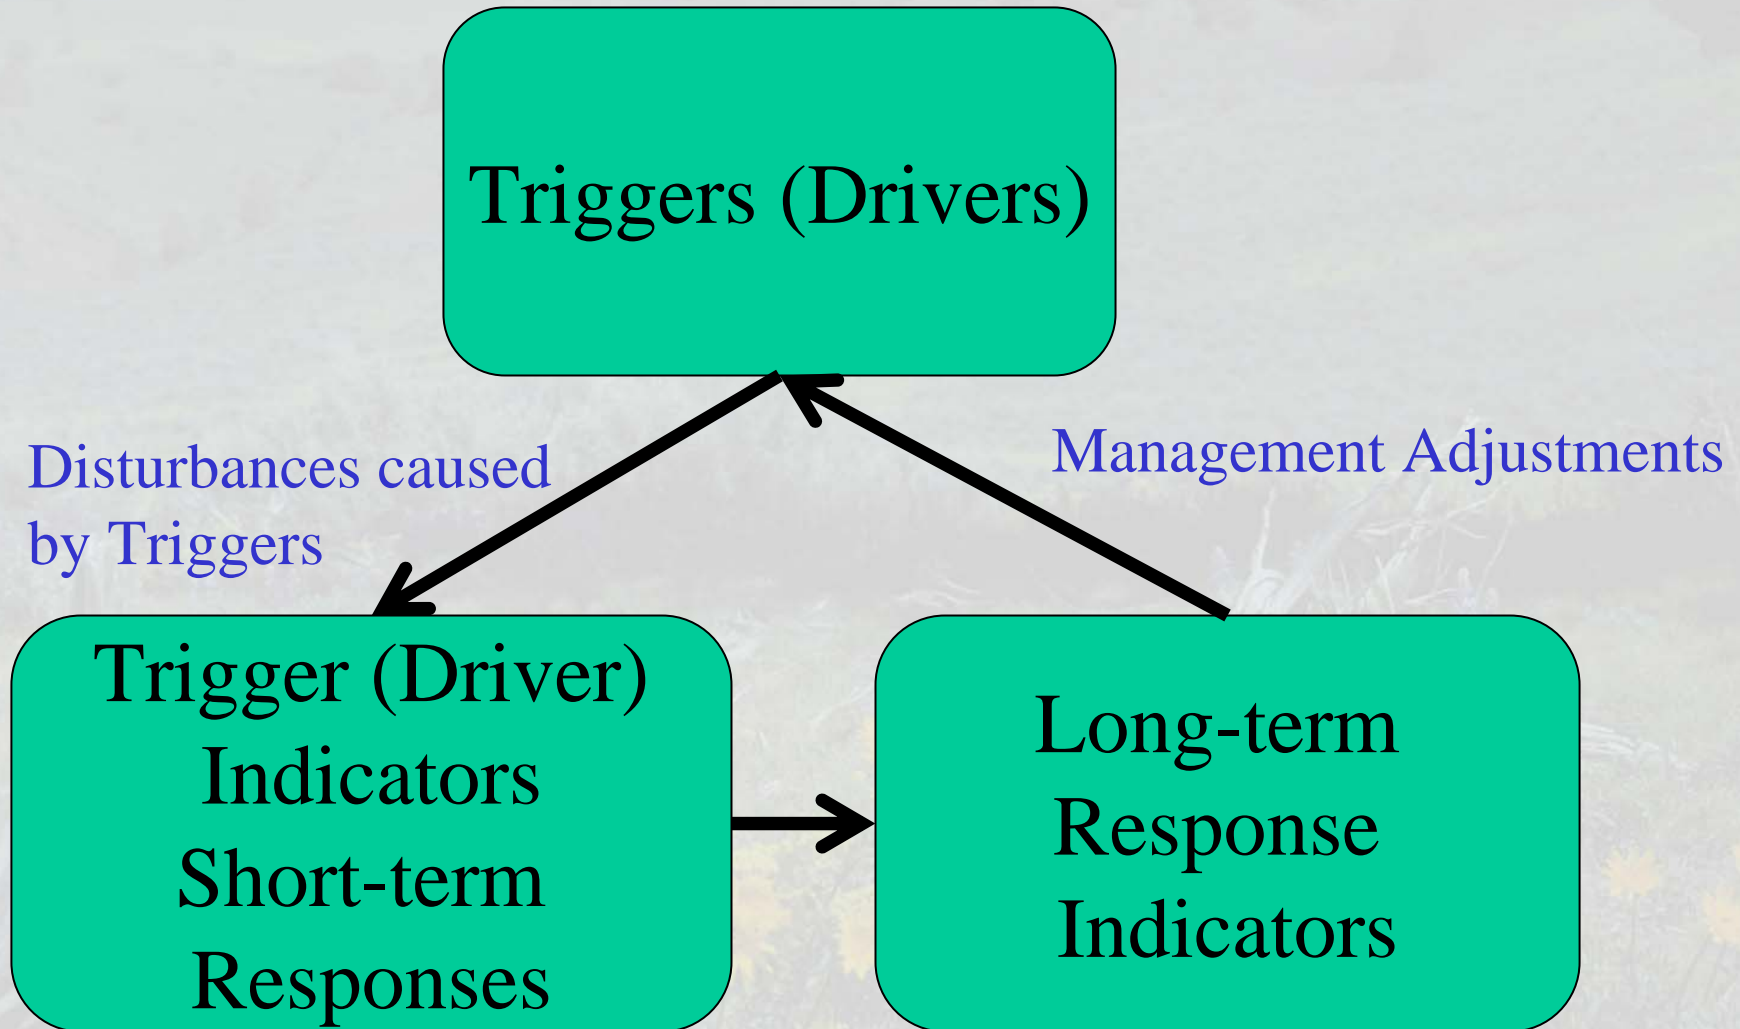 Triggers (Drivers)
Disturbances caused
by Triggers
Management Adjustments
Trigger (Driver)
Indicators
Short-term
Responses
Long-term
Response
Indicators